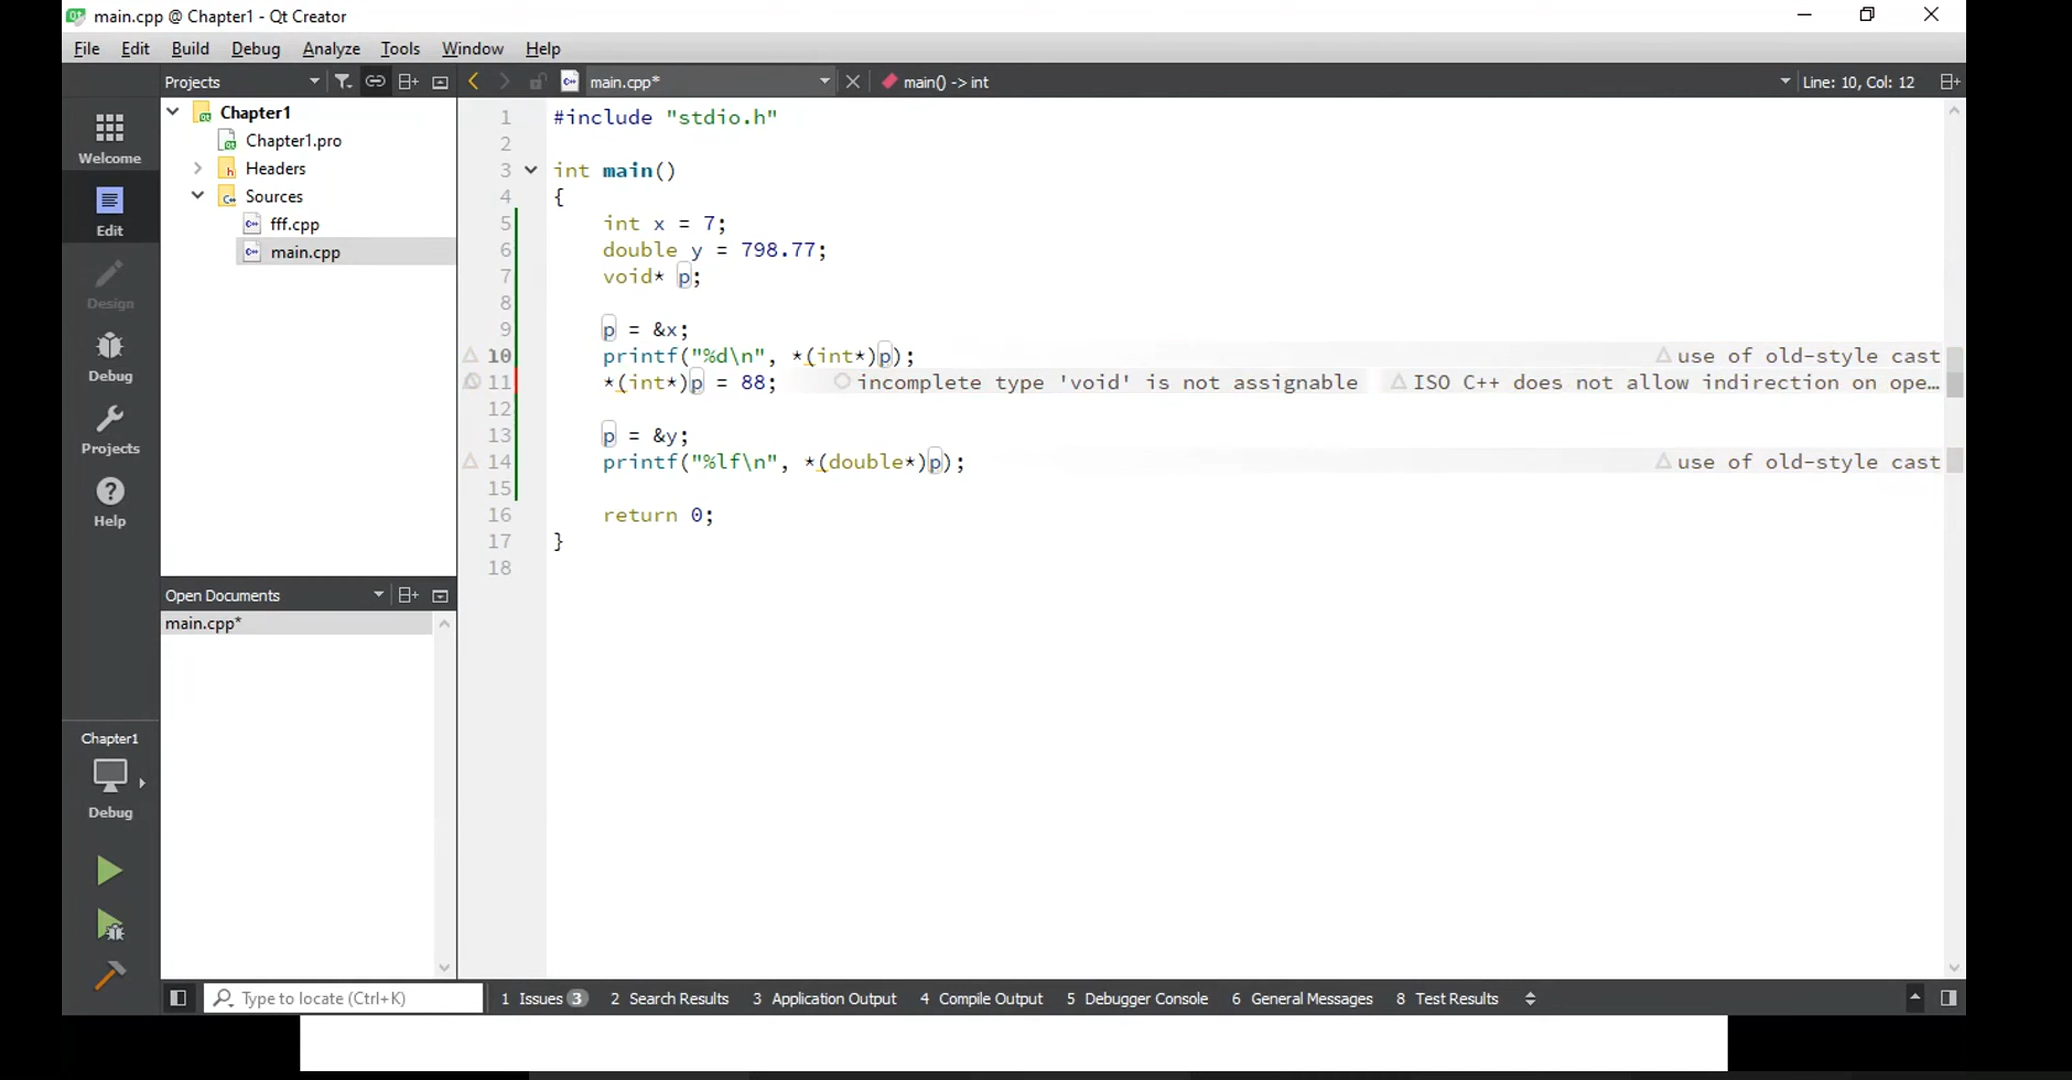 main.cpp @ Chapter1 - Qt Creator
File Edit Build Debug Analyze Tools Window Help
Projects
main.cpp*
main() -> int
Line: 10, Col: 12
Welcome
Edit
Design
Debug
Projects
Help
Chapter1
Chapter1.pro
Headers
Sources
fff.cpp
main.cpp
1 #include "stdio.h"
2
3 int main()
4 {
5 int x = 7;
6 double y = 798.77;
7 void* p;
8
9 p = &x;
10 printf("%d\n", *(int*)p); use of old-style cast
11 *(int*)p = 88; incomplete type 'void' is not assignable ISO C++ does not allow indirection on ope…
12
13 p = &y;
14 printf("%lf\n", *(double*)p); use of old-style cast
15
16 return 0;
17 }
18
Open Documents
main.cpp*
Chapter1
Debug
Type to locate (Ctrl+K)
1 Issues 3 2 Search Results 3 Application Output 4 Compile Output 5 Debugger Console 6 General Messages 8 Test Results